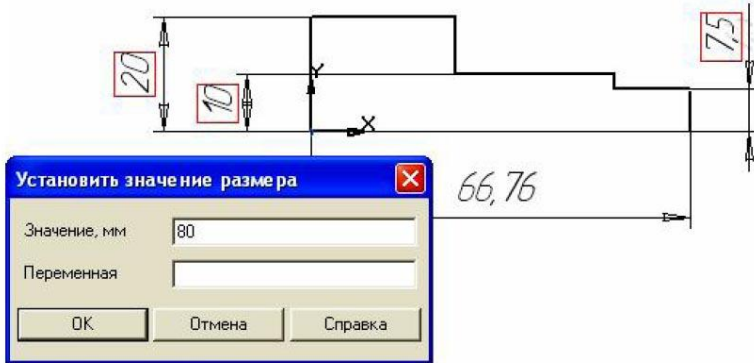 20
10
7,5
Y
X
66,76
Установить значение размера
Значение, мм
80
Переменная
OK
Отмена
Справка